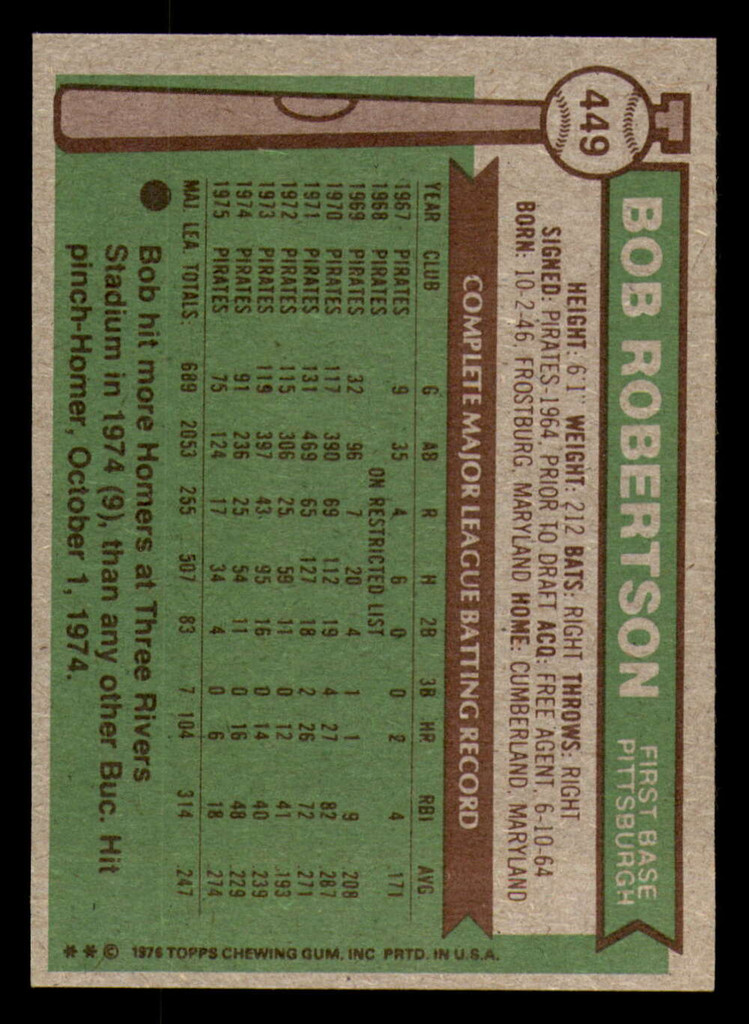 449
BOB ROBERTSON
FIRST BASE
PITTSBURGH
HEIGHT: 6'1" WEIGHT: 212 BATS: RIGHT THROWS: RIGHT
SIGNED: PIRATES-1964, PRIOR TO DRAFT ACQ: FREE AGENT, 6-10-64
BORN: 10-2-46, FROSTBURG, MARYLAND HOME: CUMBERLAND, MARYLAND
COMPLETE MAJOR LEAGUE BATTING RECORD
YEAR CLUB G AB R H 2B 3B HR RBI AVG
1967 PIRATES 9 35 4 6 0 0 2 4 .171
1968 PIRATES ON RESTRICTED LIST
1969 PIRATES 32 96 7 20 4 1 1 9 .208
1970 PIRATES 117 390 69 112 19 4 27 82 .287
1971 PIRATES 131 469 65 127 18 2 26 72 .271
1972 PIRATES 115 306 25 59 11 0 12 41 .193
1973 PIRATES 119 397 43 95 16 0 14 40 .239
1974 PIRATES 91 236 25 54 11 0 16 48 .229
1975 PIRATES 75 124 17 34 4 0 6 18 .274
MAJ. LEA. TOTALS: 689 2053 255 507 83 7 104 314 .247
Bob hit more Homers at Three Rivers
Stadium in 1974 (9), than any other Buc. Hit
pinch-Homer, October 1, 1974.
**© 1976 TOPPS CHEWING GUM, INC PRTD. IN U.S.A.